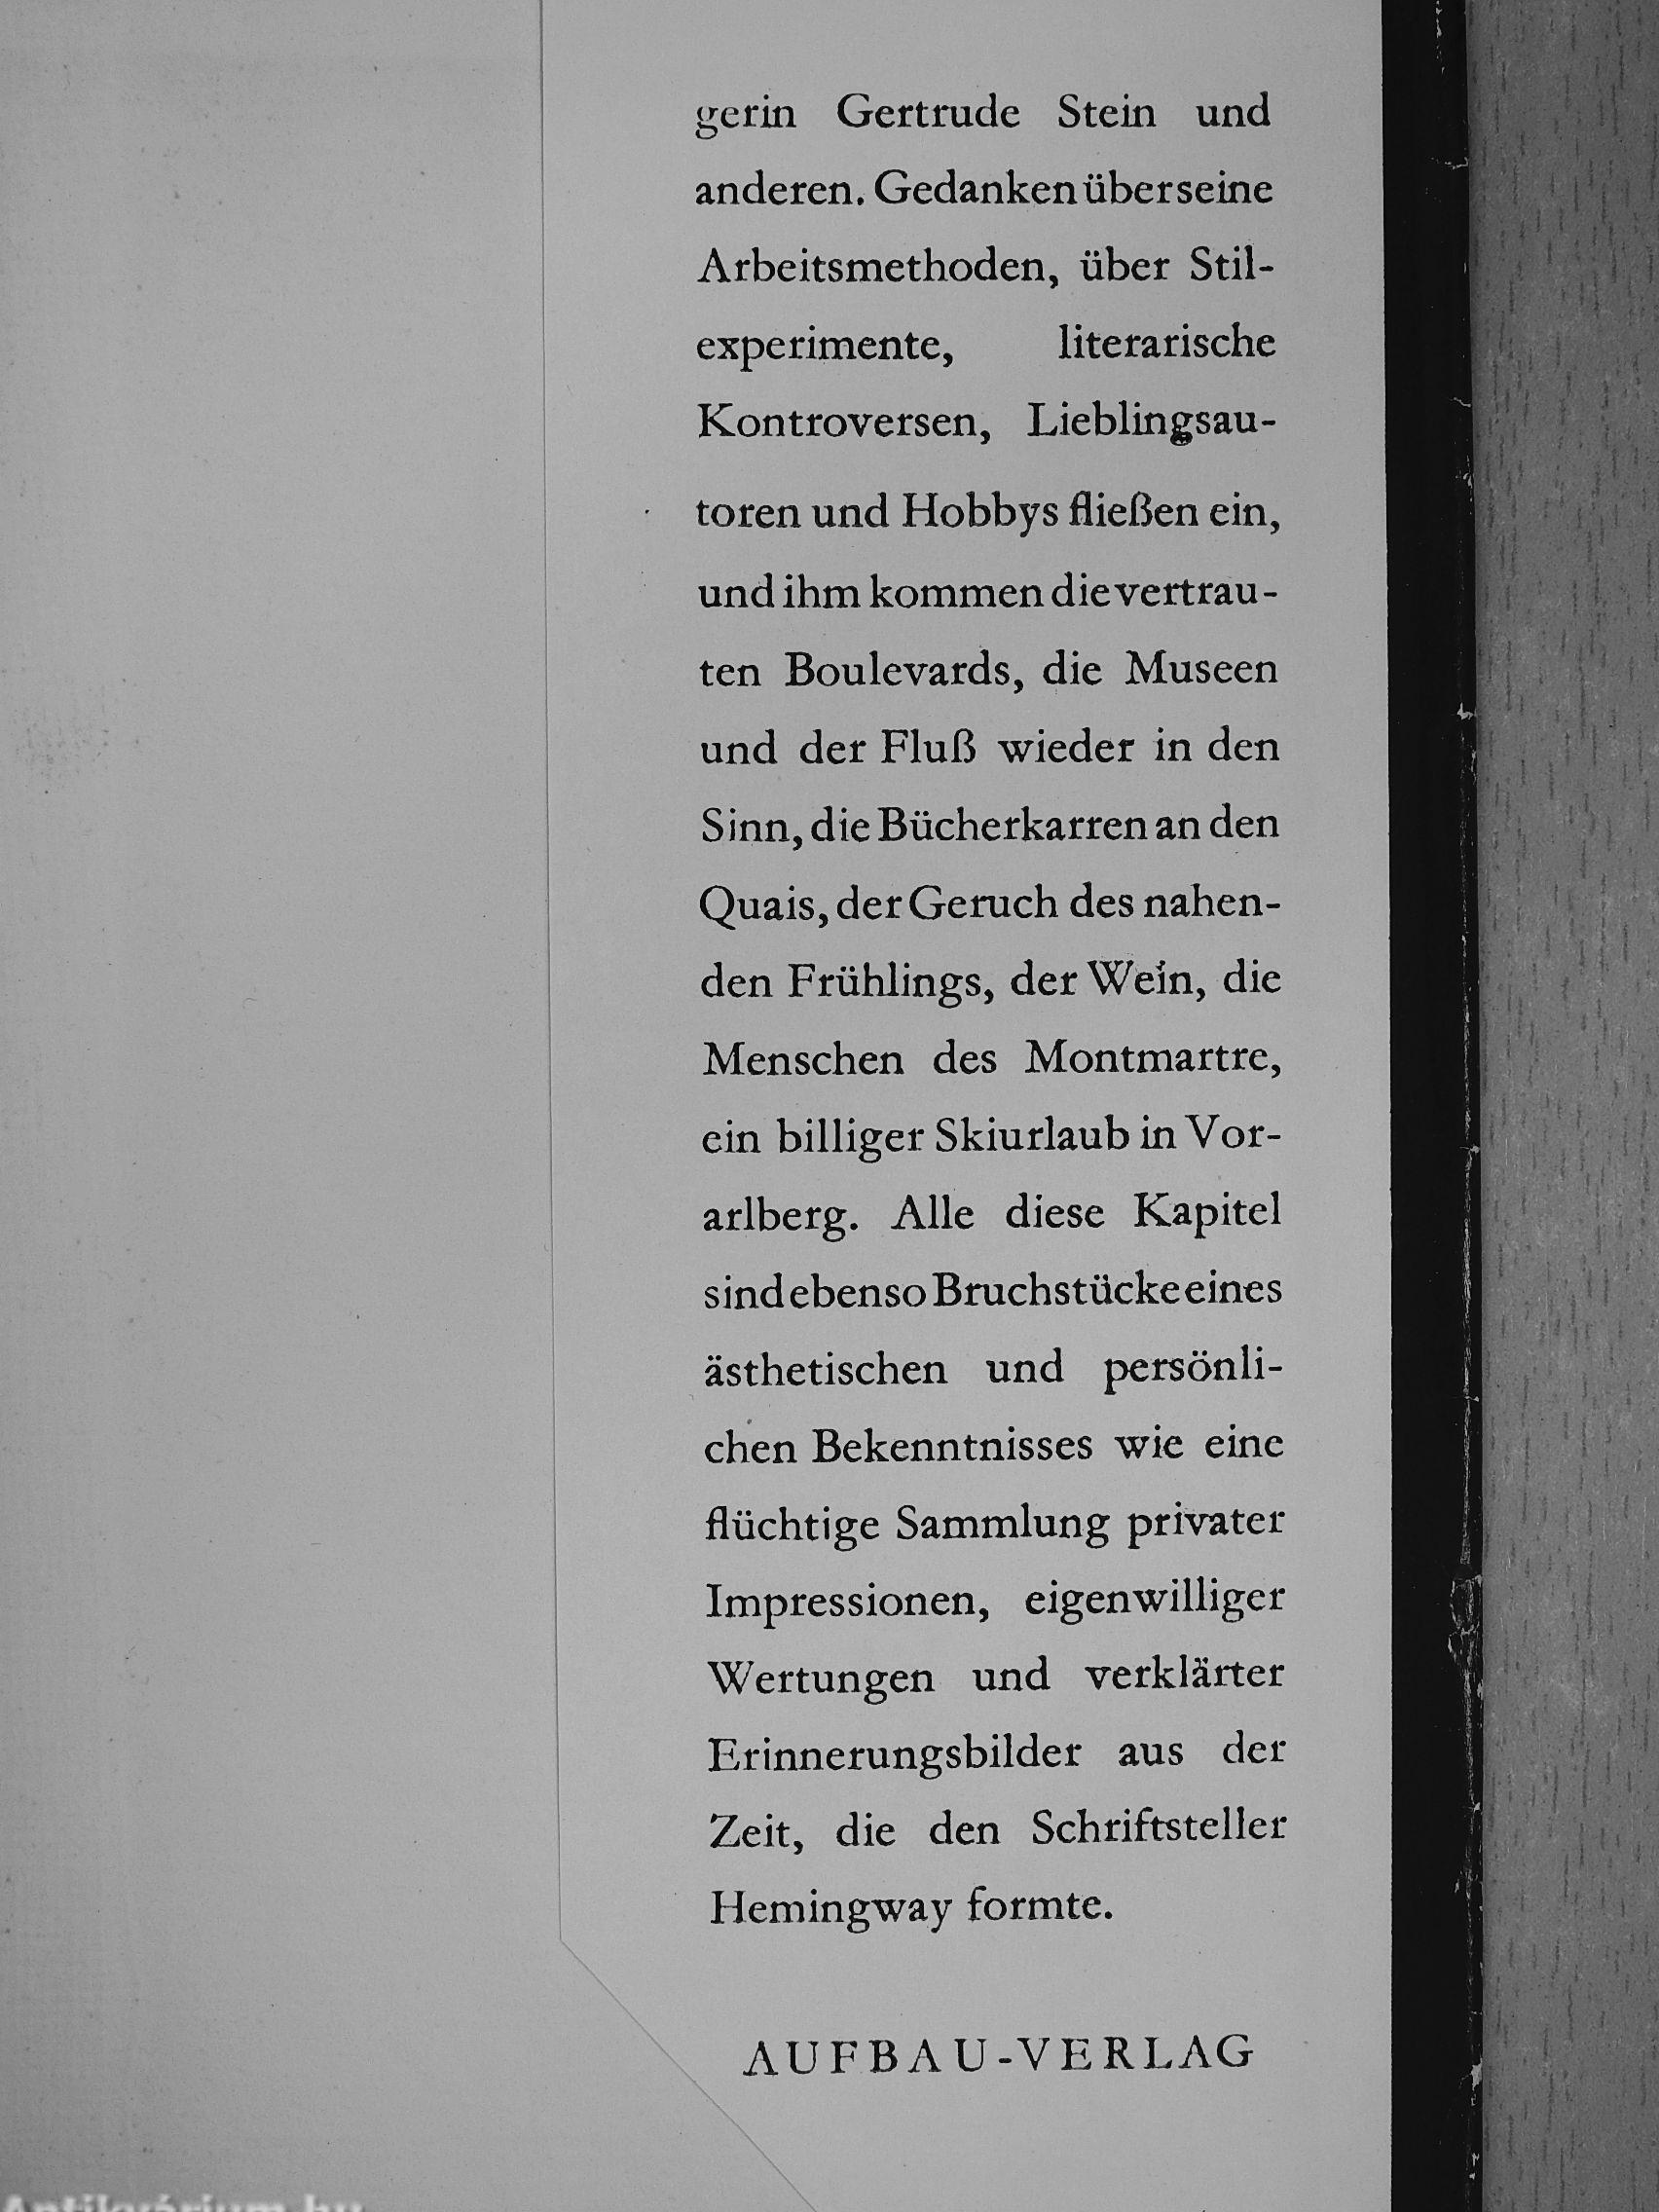 gerin Gertrude Stein und
anderen. Gedanken über seine
Arbeitsmethoden, über Stil-
experimente, literarische
Kontroversen, Lieblingsau-
toren und Hobbys fließen ein,
und ihm kommen die vertrau-
ten Boulevards, die Museen
und der Fluß wieder in den
Sinn, die Bücherkarren an den
Quais, der Geruch des nahen-
den Frühlings, der Wein, die
Menschen des Montmartre,
ein billiger Skiurlaub in Vor-
arlberg. Alle diese Kapitel
sind ebenso Bruchstücke eines
ästhetischen und persönli-
chen Bekenntnisses wie eine
flüchtige Sammlung privater
Impressionen, eigenwilliger
Wertungen und verklärter
Erinnerungsbilder aus der
Zeit, die den Schriftsteller
Hemingway formte.
AUFBAU-VERLAG
Antikvárium.hu